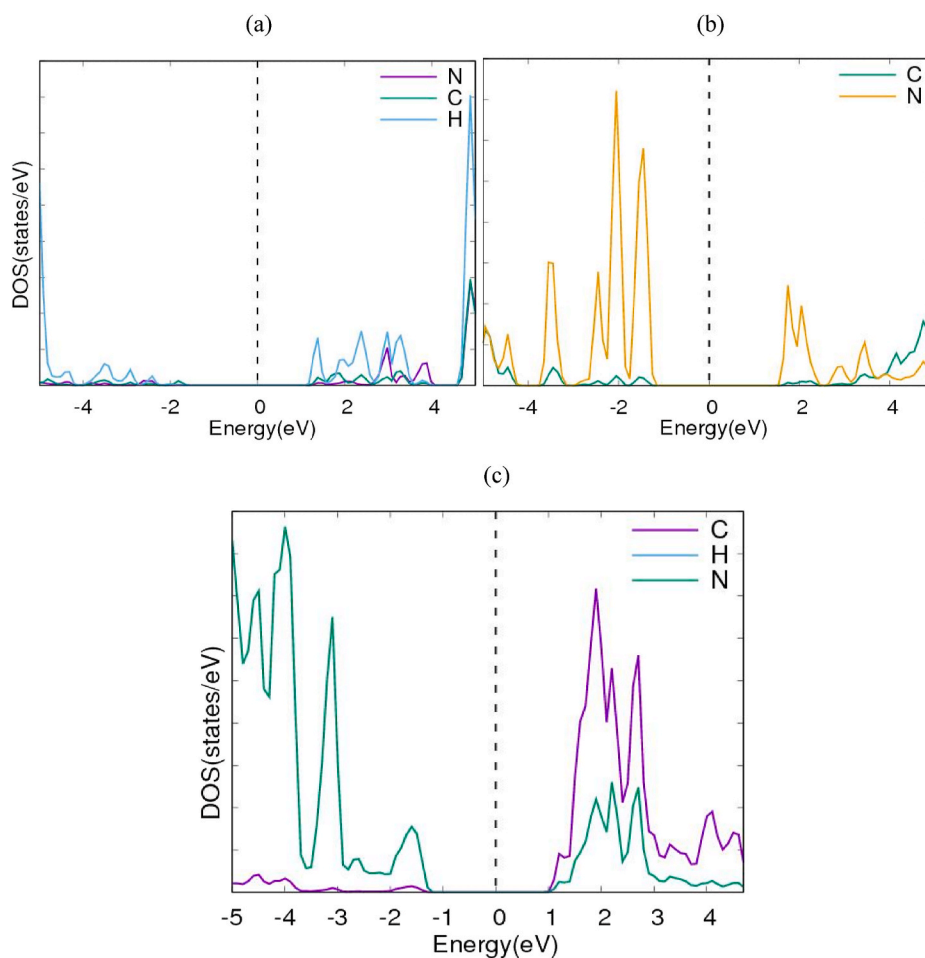 (a)
N
C
H
DOS(states/eV)
-4 -2 0 2 4
Energy(eV)
(b)
C
N
-4 -2 0 2 4
Energy(eV)
(c)
C
H
N
DOS(states/eV)
-5 -4 -3 -2 -1 0 1 2 3 4
Energy(eV)